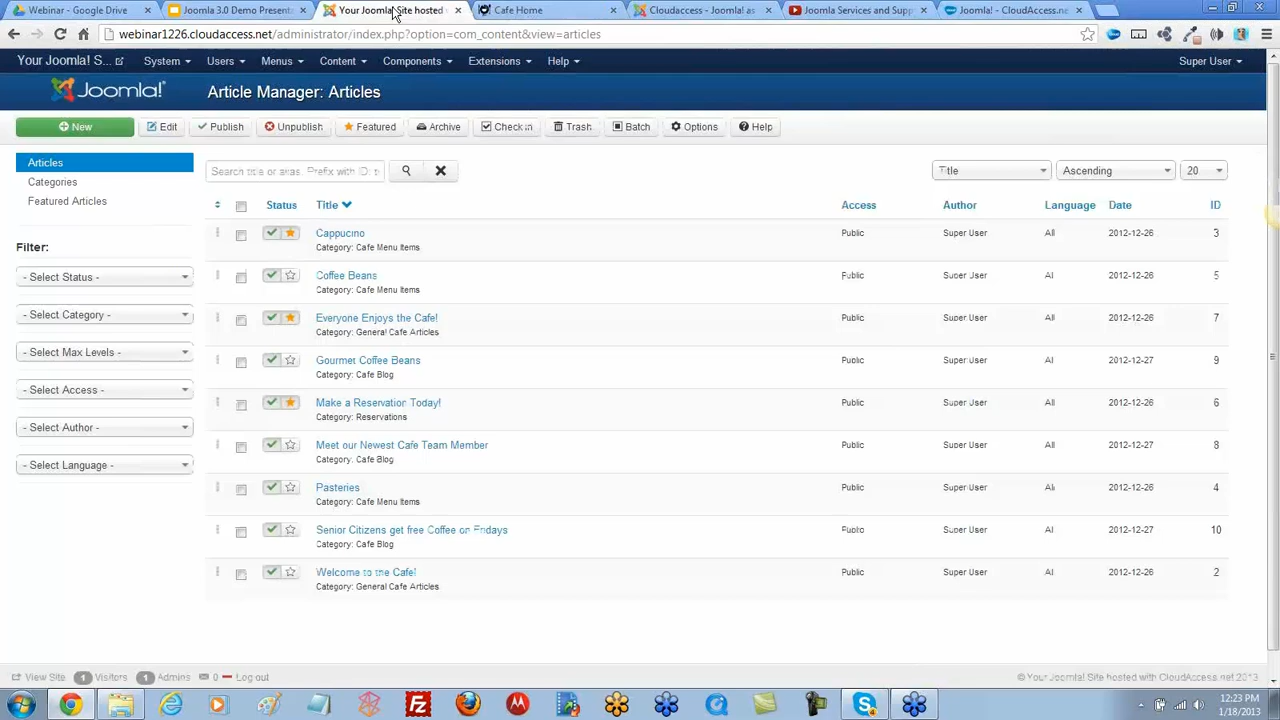 Webinar - Google Drive
Joomla 3.0 Demo Presenta
Your Joomla! Site hosted
Cafe Home
Cloudaccess - Joomla! as
Joomla Services and Supp
Joomla! - CloudAccess.ne
webinar1226.cloudaccess.net/administrator/index.php?option=com_content&view=articles
Your Joomla! S... System Users Menus Content Components Extensions Help Super User
Joomla! Article Manager: Articles
New Edit Publish Unpublish Featured Archive Check in Trash Batch Options Help
Articles
Categories
Featured Articles
Filter:
- Select Status -
- Select Category -
- Select Max Levels -
- Select Access -
- Select Author -
- Select Language -
Search title or alias. Prefix with ID: Title Ascending 20
Status Title Access Author Language Date ID
Cappucino Public Super User All 2012-12-26 3
Category: Cafe Menu Items
Coffee Beans Public Super User All 2012-12-26 5
Category: Cafe Menu Items
Everyone Enjoys the Cafe! Public Super User All 2012-12-26 7
Category: General Cafe Articles
Gourmet Coffee Beans Public Super User All 2012-12-27 9
Category: Cafe Blog
Make a Reservation Today! Public Super User All 2012-12-26 6
Category: Reservations
Meet our Newest Cafe Team Member Public Super User All 2012-12-27 8
Category: Cafe Blog
Pasteries Public Super User All 2012-12-26 4
Category: Cafe Menu Items
Senior Citizens get free Coffee on Fridays Public Super User All 2012-12-27 10
Category: Cafe Blog
Welcome to the Cafe! Public Super User All 2012-12-26 2
Category: General Cafe Articles
View Site 1 Visitors 1 Admins 0 Log out © Your Joomla! Site hosted with CloudAccess.net 2013
12:23 PM
1/18/2013